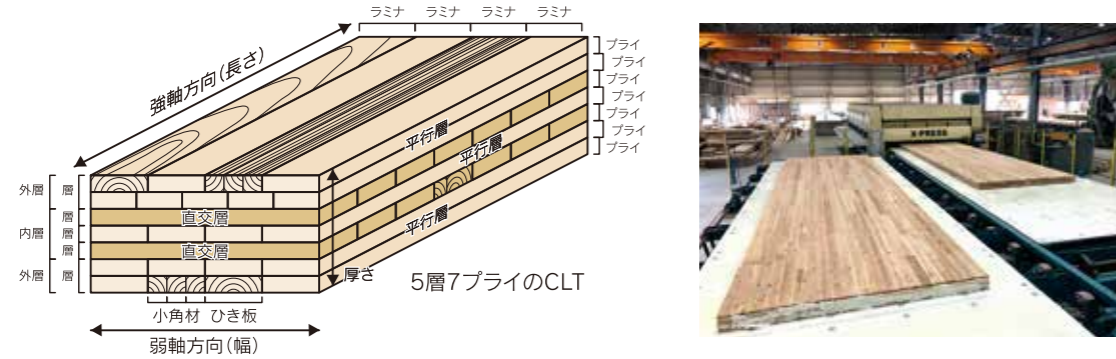 ラミナ ラミナ ラミナ ラミナ
プライ
プライ
プライ
プライ
プライ
プライ
プライ
強軸方向(長さ)
平行層
平行層
平行層
外層 層
層
内層 層
層
外層 層
直交層
直交層
厚さ
小角材 ひき板
弱軸方向(幅)
5層7プライのCLT
X-PRESS